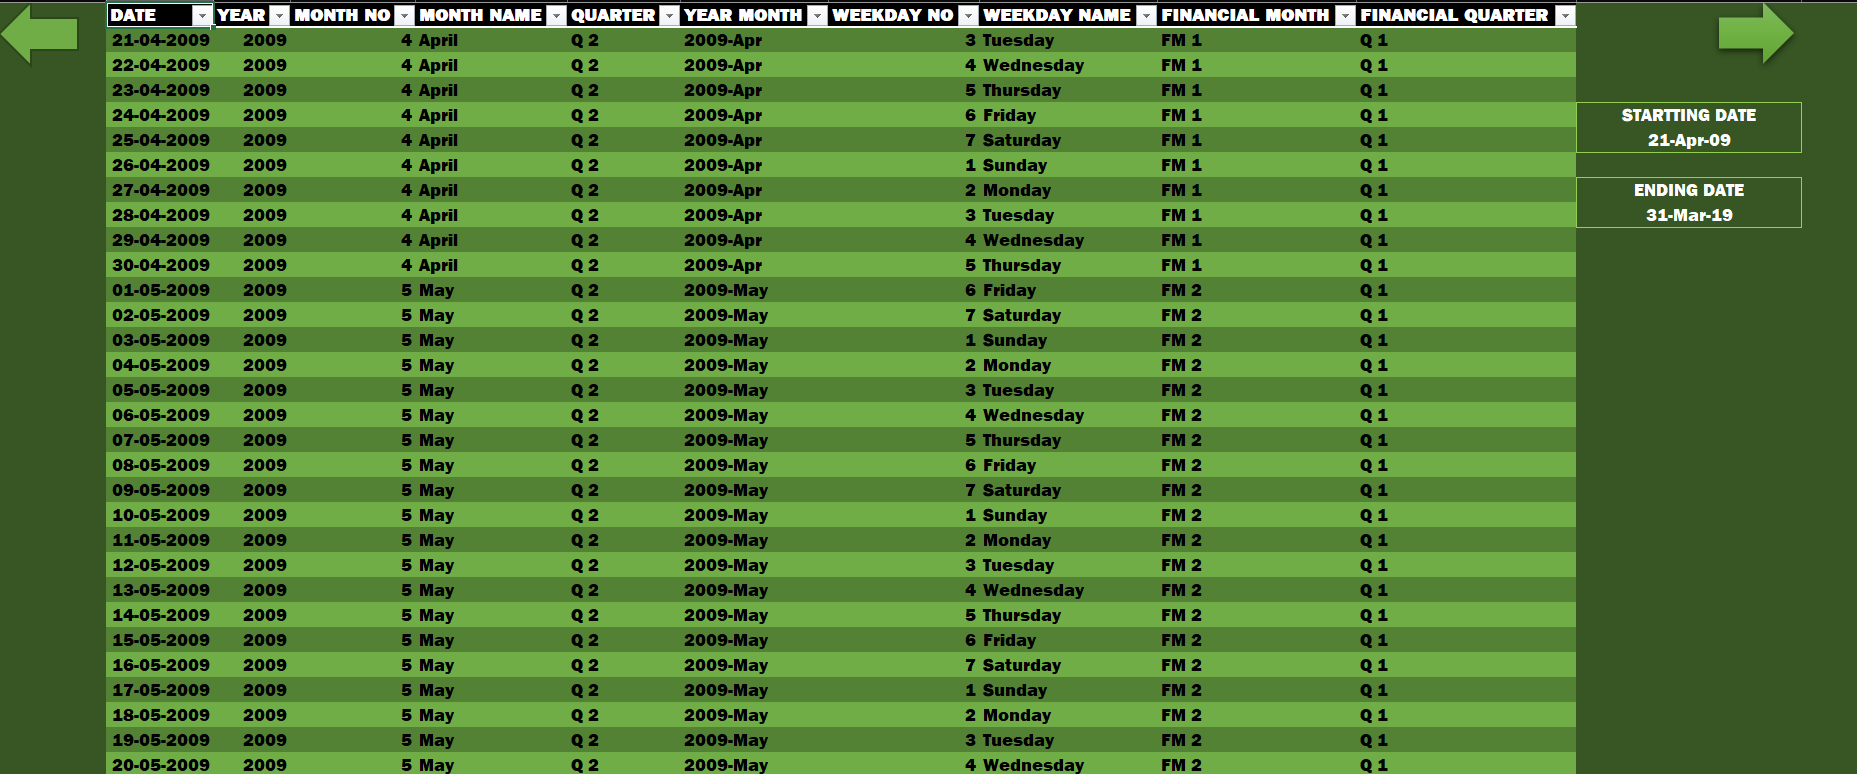 DATE YEAR MONTH NO MONTH NAME QUARTER YEAR MONTH WEEKDAY NO WEEKDAY NAME FINANCIAL MONTH FINANCIAL QUARTER
21-04-2009 2009 4 April Q 2 2009-Apr 3 Tuesday FM 1 Q 1
22-04-2009 2009 4 April Q 2 2009-Apr 4 Wednesday FM 1 Q 1
23-04-2009 2009 4 April Q 2 2009-Apr 5 Thursday FM 1 Q 1
24-04-2009 2009 4 April Q 2 2009-Apr 6 Friday FM 1 Q 1
25-04-2009 2009 4 April Q 2 2009-Apr 7 Saturday FM 1 Q 1
26-04-2009 2009 4 April Q 2 2009-Apr 1 Sunday FM 1 Q 1
27-04-2009 2009 4 April Q 2 2009-Apr 2 Monday FM 1 Q 1
28-04-2009 2009 4 April Q 2 2009-Apr 3 Tuesday FM 1 Q 1
29-04-2009 2009 4 April Q 2 2009-Apr 4 Wednesday FM 1 Q 1
30-04-2009 2009 4 April Q 2 2009-Apr 5 Thursday FM 1 Q 1
01-05-2009 2009 5 May Q 2 2009-May 6 Friday FM 2 Q 1
02-05-2009 2009 5 May Q 2 2009-May 7 Saturday FM 2 Q 1
03-05-2009 2009 5 May Q 2 2009-May 1 Sunday FM 2 Q 1
04-05-2009 2009 5 May Q 2 2009-May 2 Monday FM 2 Q 1
05-05-2009 2009 5 May Q 2 2009-May 3 Tuesday FM 2 Q 1
06-05-2009 2009 5 May Q 2 2009-May 4 Wednesday FM 2 Q 1
07-05-2009 2009 5 May Q 2 2009-May 5 Thursday FM 2 Q 1
08-05-2009 2009 5 May Q 2 2009-May 6 Friday FM 2 Q 1
09-05-2009 2009 5 May Q 2 2009-May 7 Saturday FM 2 Q 1
10-05-2009 2009 5 May Q 2 2009-May 1 Sunday FM 2 Q 1
11-05-2009 2009 5 May Q 2 2009-May 2 Monday FM 2 Q 1
12-05-2009 2009 5 May Q 2 2009-May 3 Tuesday FM 2 Q 1
13-05-2009 2009 5 May Q 2 2009-May 4 Wednesday FM 2 Q 1
14-05-2009 2009 5 May Q 2 2009-May 5 Thursday FM 2 Q 1
15-05-2009 2009 5 May Q 2 2009-May 6 Friday FM 2 Q 1
16-05-2009 2009 5 May Q 2 2009-May 7 Saturday FM 2 Q 1
17-05-2009 2009 5 May Q 2 2009-May 1 Sunday FM 2 Q 1
18-05-2009 2009 5 May Q 2 2009-May 2 Monday FM 2 Q 1
19-05-2009 2009 5 May Q 2 2009-May 3 Tuesday FM 2 Q 1
20-05-2009 2009 5 May Q 2 2009-May 4 Wednesday FM 2 Q 1
STARTTING DATE
21-Apr-09
ENDING DATE
31-Mar-19